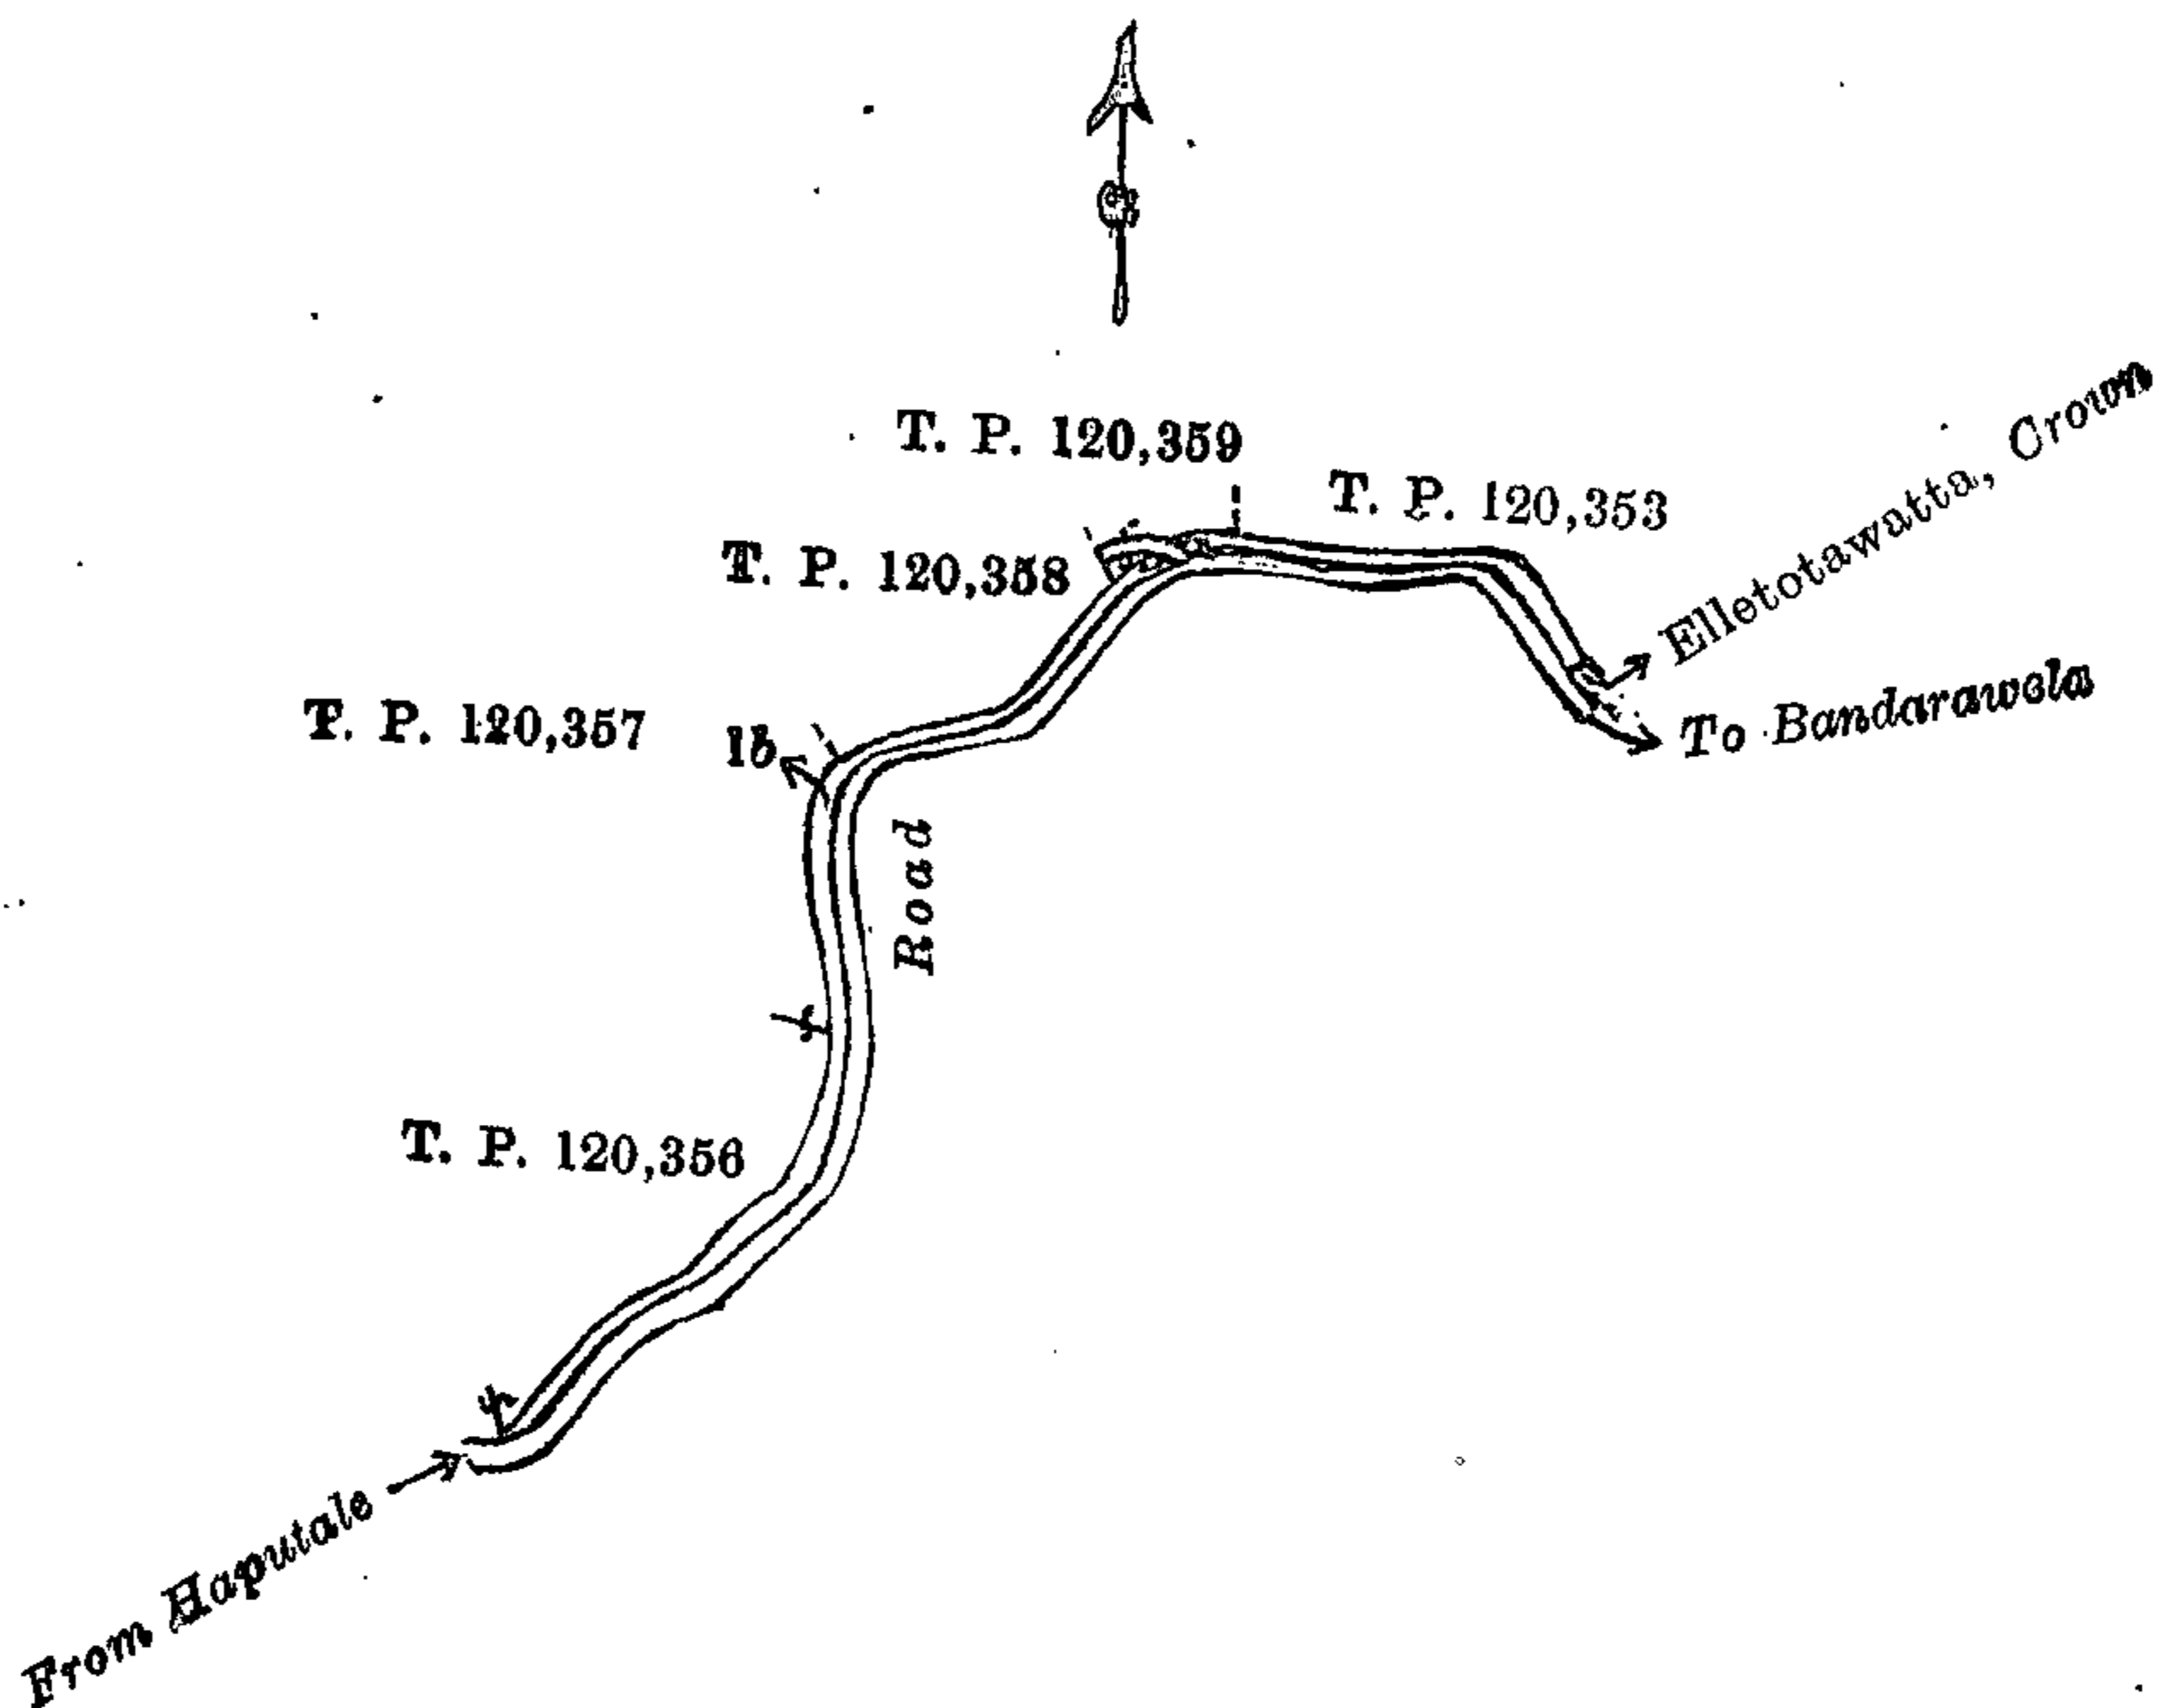 T. P. 120,359
T. P. 120,353
Elletotawatta, Crown
T. P. 120,358
To Bandarawela
T. P. 120,357
Road
T. P. 120,356
From Haputale